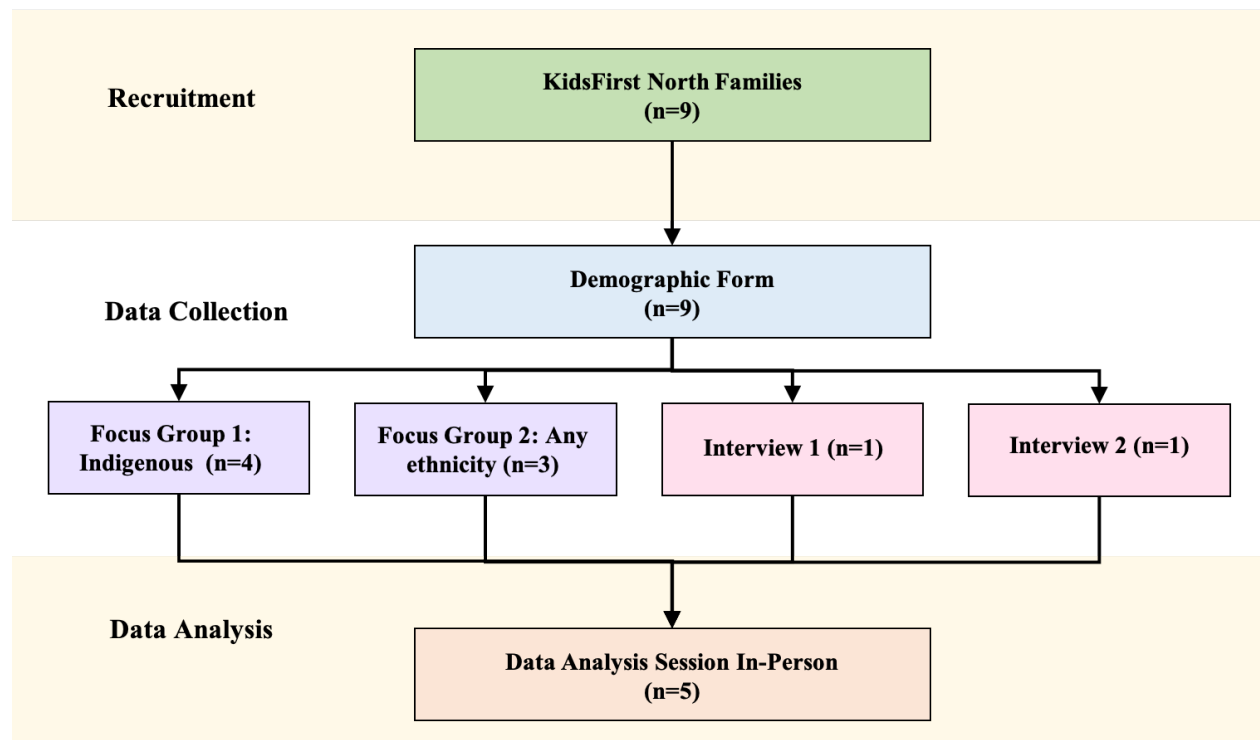 Recruitment
KidsFirst North Families
(n=9)
Data Collection
Demographic Form
(n=9)
Focus Group 1:
Indigenous (n=4)
Focus Group 2: Any
ethnicity (n=3)
Interview 1 (n=1)
Interview 2 (n=1)
Data Analysis
Data Analysis Session In-Person
(n=5)